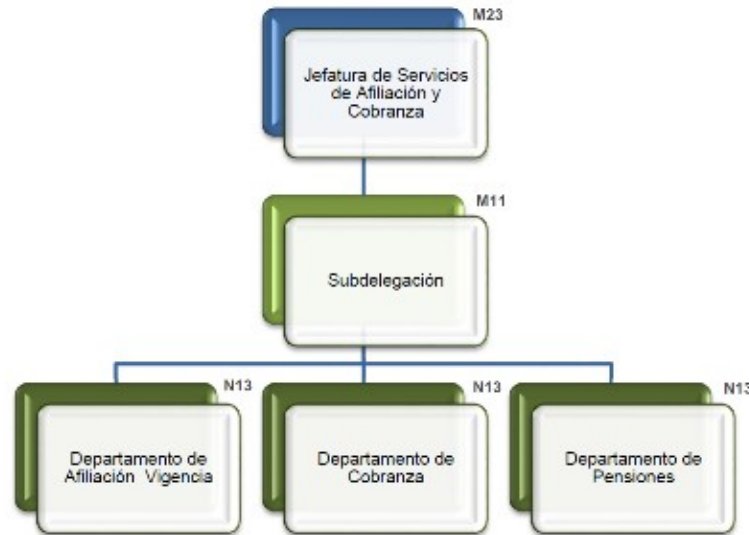 M23
Jefatura de Servicios
de Afiliación y
Cobranza
M11
Subdelegación
N13
Departamento de
Afiliación Vigencia
N13
Departamento de
Cobranza
N13
Departamento de
Pensiones